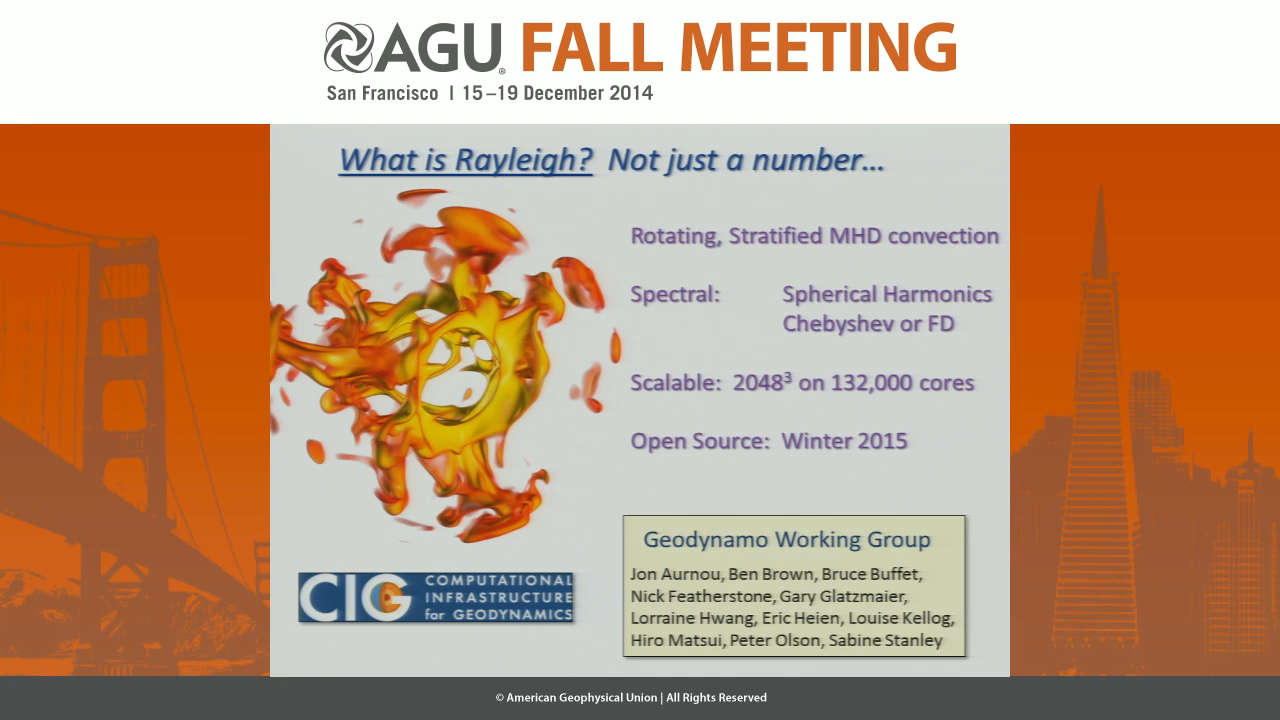 AGU® FALL MEETING
San Francisco | 15–19 December 2014
What is Rayleigh? Not just a number...
Rotating, Stratified MHD convection
Spectral: Spherical Harmonics
Chebyshev or FD
Scalable: 2048³ on 132,000 cores
Open Source: Winter 2015
Geodynamo Working Group
Jon Aurnou, Ben Brown, Bruce Buffet,
Nick Featherstone, Gary Glatzmaier,
Lorraine Hwang, Eric Heien, Louise Kellog,
Hiro Matsui, Peter Olson, Sabine Stanley
CIG COMPUTATIONAL
INFRASTRUCTURE
for GEODYNAMICS
© American Geophysical Union | All Rights Reserved